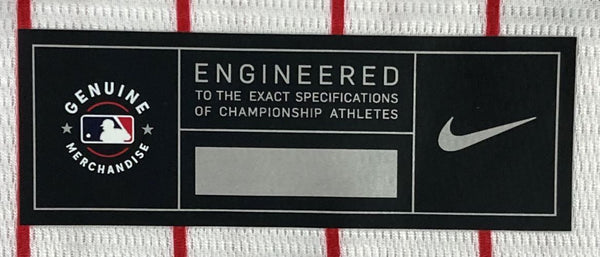 GENUINE
MERCHANDISE
ENGINEERED
TO THE EXACT SPECIFICATIONS
OF CHAMPIONSHIP ATHLETES